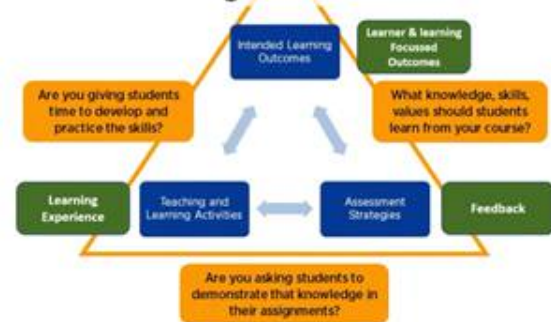 Intended Learning
Outcomes
Learner & learning
Focussed
Outcomes
Are you giving students
time to develop and
practice the skills?
What knowledge, skills,
values should students
learn from your course?
Learning
Experience
Teaching and
Learning Activities
Assessment
Strategies
Feedback
Are you asking students to
demonstrate that knowledge in
their assignments?